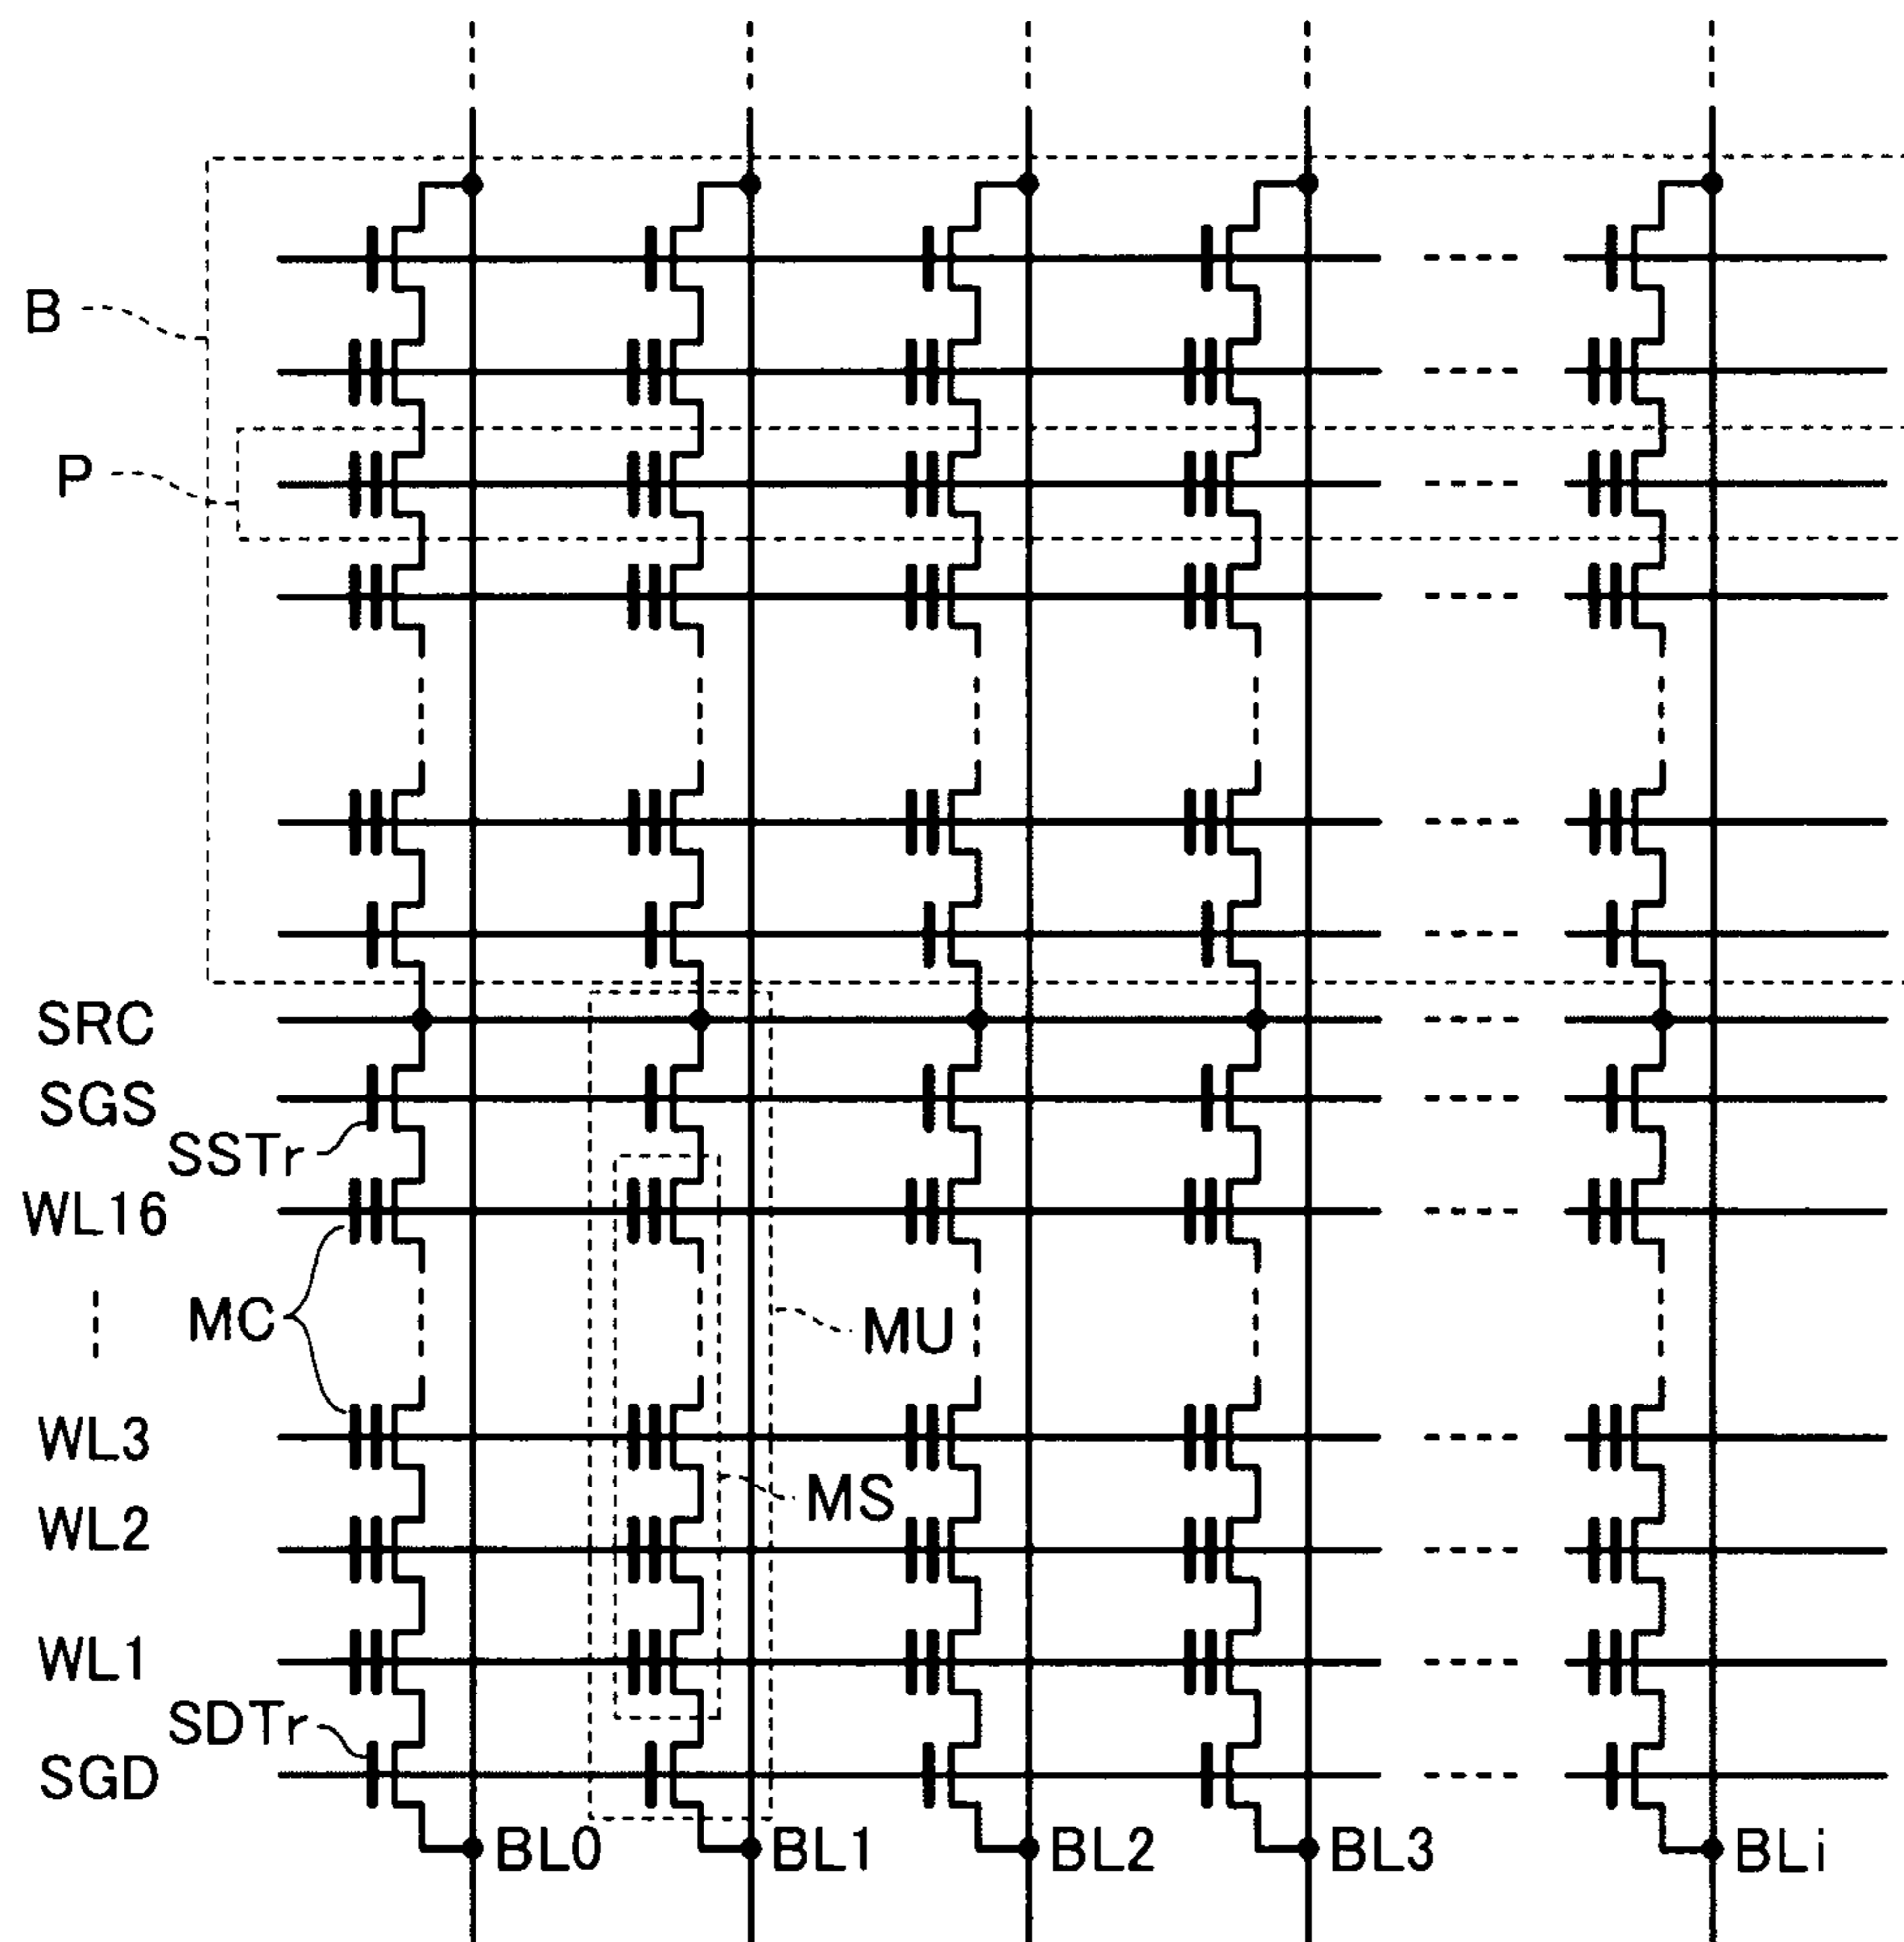 B
P
SRC
SGS
SSTr
WL16
MC
MU
WL3
MS
WL2
WL1
SDTr
SGD
BL0 BL1 BL2 BL3 BLi